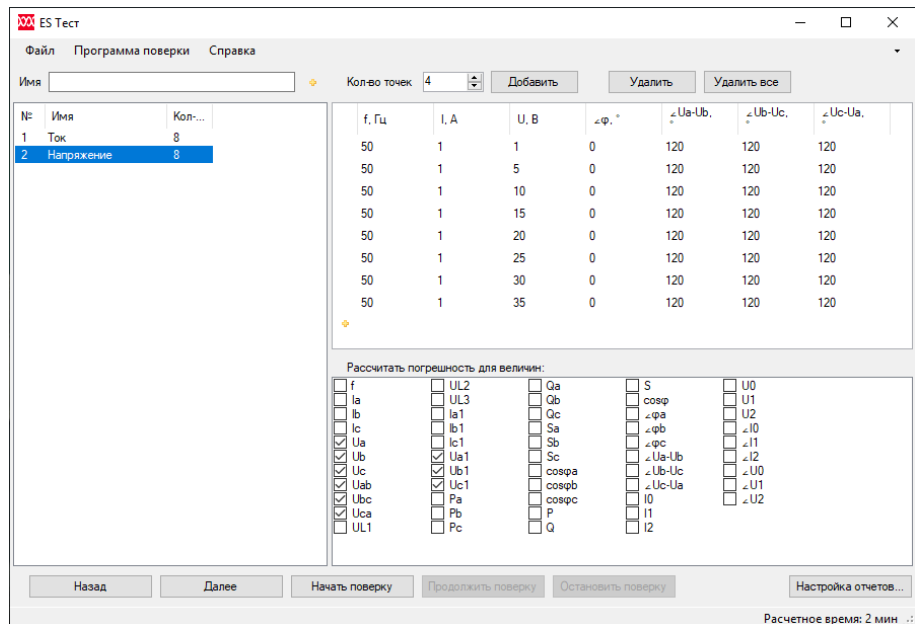 ES Тест
Файл Программа поверки Справка
Имя Кол-во точек 4 Добавить Удалить Удалить все
№ Имя Кол-...
1 Ток 8
2 Напряжение 8
f, Гц I, А U, В ∠φ, ° ∠Ua-Ub, ° ∠Ub-Uc, ° ∠Uc-Ua, °
50 1 1 0 120 120 120
50 1 5 0 120 120 120
50 1 10 0 120 120 120
50 1 15 0 120 120 120
50 1 20 0 120 120 120
50 1 25 0 120 120 120
50 1 30 0 120 120 120
50 1 35 0 120 120 120
Рассчитать погрешность для величин:
f UL2 Qa S U0
Ia UL3 Qb cosφ U1
Ib Ia1 Qc ∠φa U2
Ic Ib1 Sa ∠φb ∠I0
Ua Ic1 Sb ∠φc ∠I1
Ub Ua1 Sc ∠Ua-Ub ∠I2
Uc Ub1 cosφa ∠Ub-Uc ∠U0
Uab Uc1 cosφb ∠Uc-Ua ∠U1
Ubc Pa cosφc I0 ∠U2
Uca Pb P I1
UL1 Pc Q I2
Назад Далее Начать поверку Продолжить поверку Остановить поверку Настройка отчетов...
Расчетное время: 2 мин